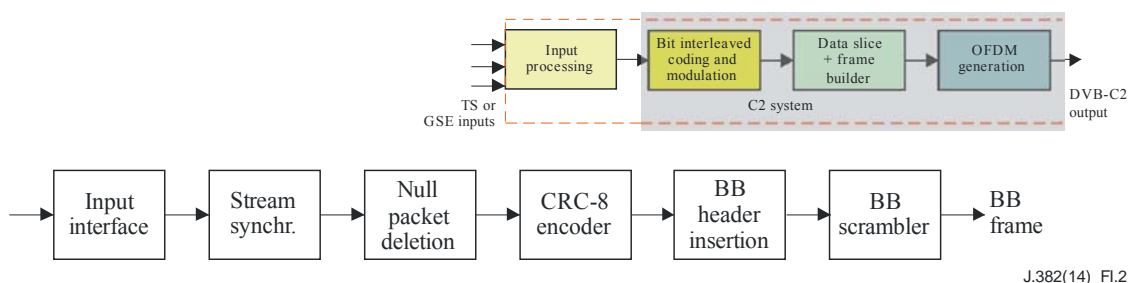 Input
processing
Bit interleaved
coding and
modulation
Data slice
+ frame
builder
OFDM
generation
TS or
GSE inputs
C2 system
DVB-C2
output
Input
interface
Stream
synchr.
Null
packet
deletion
CRC-8
encoder
BB
header
insertion
BB
scrambler
BB
frame
J.382(14) FI.2